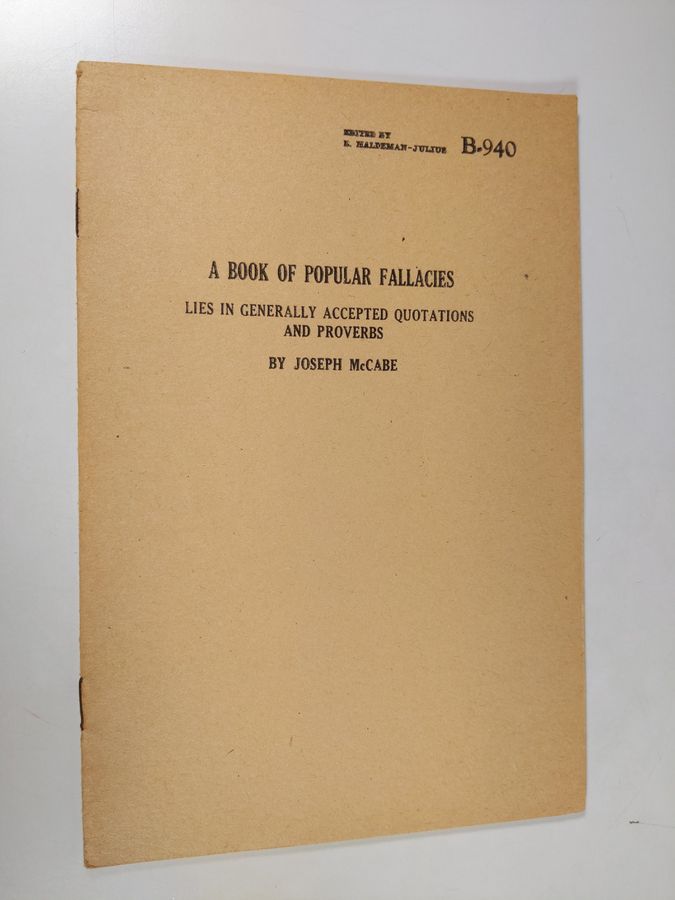 EDITED BY
E. HALDEMAN-JULIUS B-940
A BOOK OF POPULAR FALLACIES
LIES IN GENERALLY ACCEPTED QUOTATIONS
AND PROVERBS
BY JOSEPH McCABE